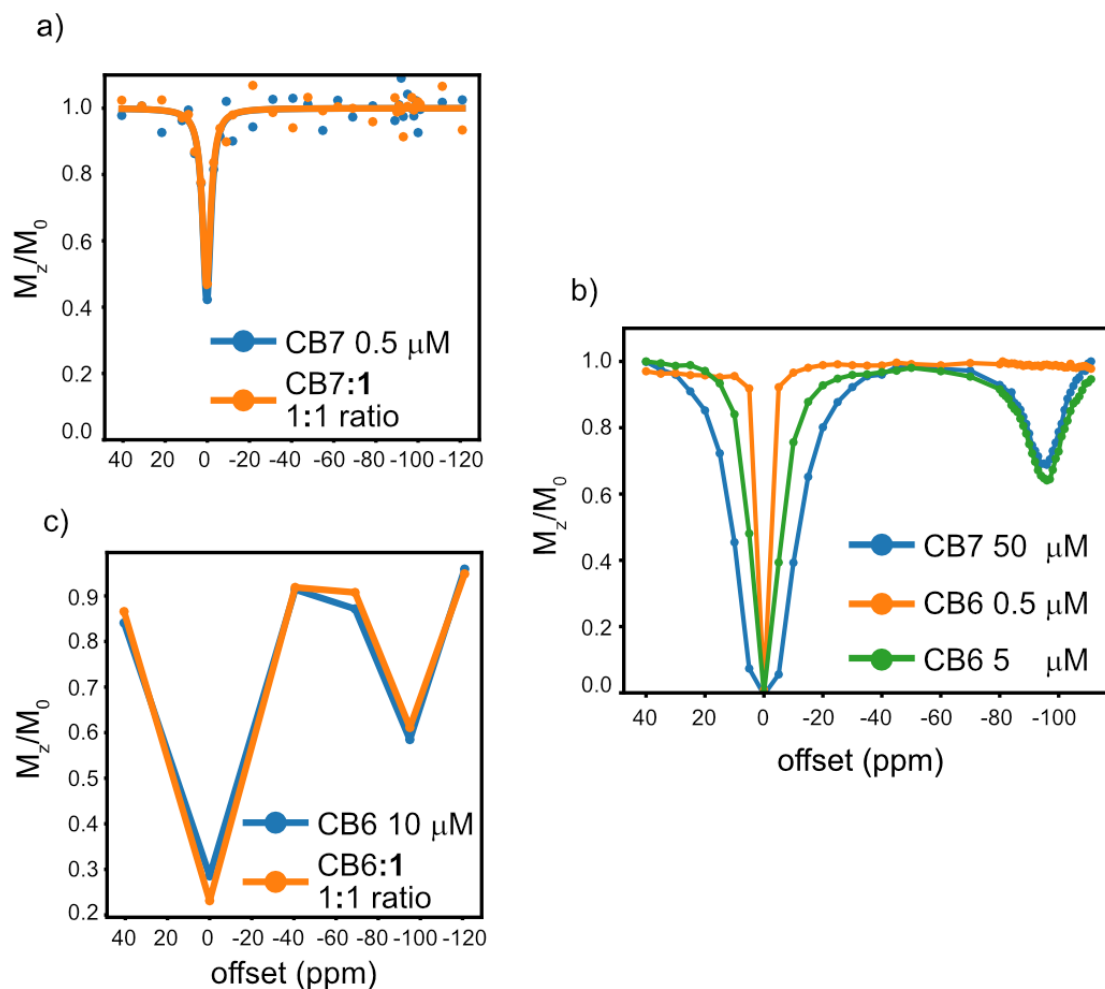 a)
M_z/M_0
1.0
0.8
0.6
0.4
0.2
0.0
CB7 0.5 μM
CB7:1
1:1 ratio
40 20 0 -20 -40 -60 -80 -100 -120
b)
M_z/M_0
1.0
0.8
0.6
0.4
0.2
0.0
CB7 50 μM
CB6 0.5 μM
CB6 5 μM
40 20 0 -20 -40 -60 -80 -100
offset (ppm)
c)
M_z/M_0
0.9
0.8
0.7
0.6
0.5
0.4
0.3
0.2
CB6 10 μM
CB6:1
1:1 ratio
40 20 0 -20 -40 -60 -80 -100 -120
offset (ppm)